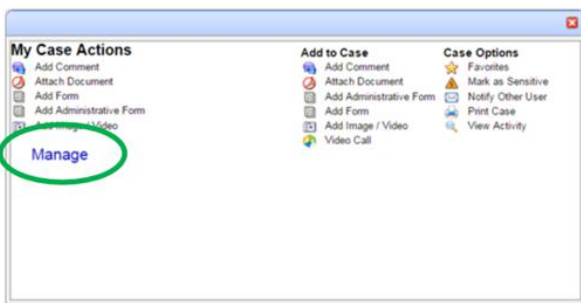 My Case Actions
Add Comment
Attach Document
Add Form
Add Administrative Form
Add Image / Video
Manage
Add to Case
Add Comment
Attach Document
Add Administrative Form
Add Form
Add Image / Video
Video Call
Case Options
Favorites
Mark as Sensitive
Notify Other User
Print Case
View Activity